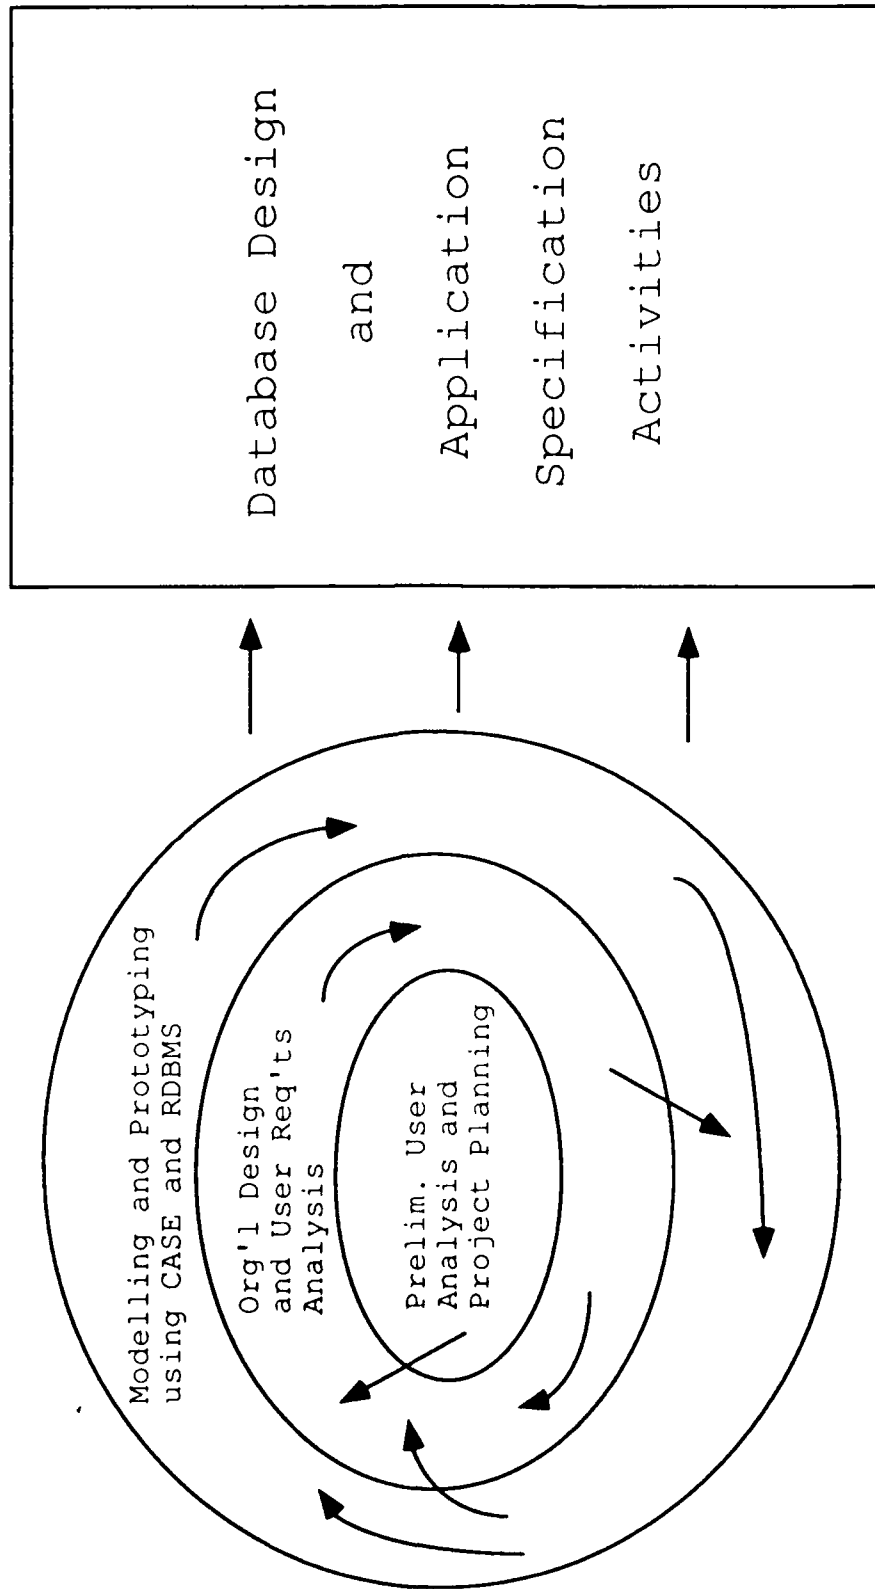 Modelling and Prototyping
using CASE and RDBMS
Org'l Design
and User Req'ts
Analysis
Prelim. User
Analysis and
Project Planning
Database Design
and
Application
Specification
Activities